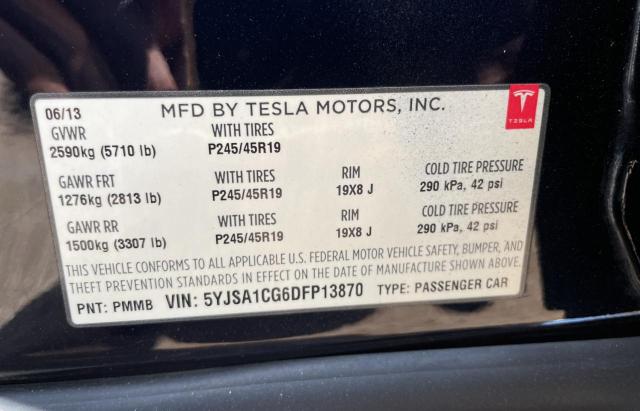 06/13 MFD BY TESLA MOTORS, INC. TESLA
GVWR WITH TIRES
2590kg (5710 lb) P245/45R19
GAWR FRT WITH TIRES RIM COLD TIRE PRESSURE
1276kg (2813 lb) P245/45R19 19X8 J 290 kPa, 42 psi
GAWR RR WITH TIRES RIM COLD TIRE PRESSURE
1500kg (3307 lb) P245/45R19 19X8 J 290 kPa, 42 psi
THIS VEHICLE CONFORMS TO ALL APPLICABLE U.S. FEDERAL MOTOR VEHICLE SAFETY, BUMPER, AND
THEFT PREVENTION STANDARDS IN EFFECT ON THE DATE OF MANUFACTURE SHOWN ABOVE.
PNT: PMMB VIN: 5YJSA1CG6DFP13870 TYPE: PASSENGER CAR